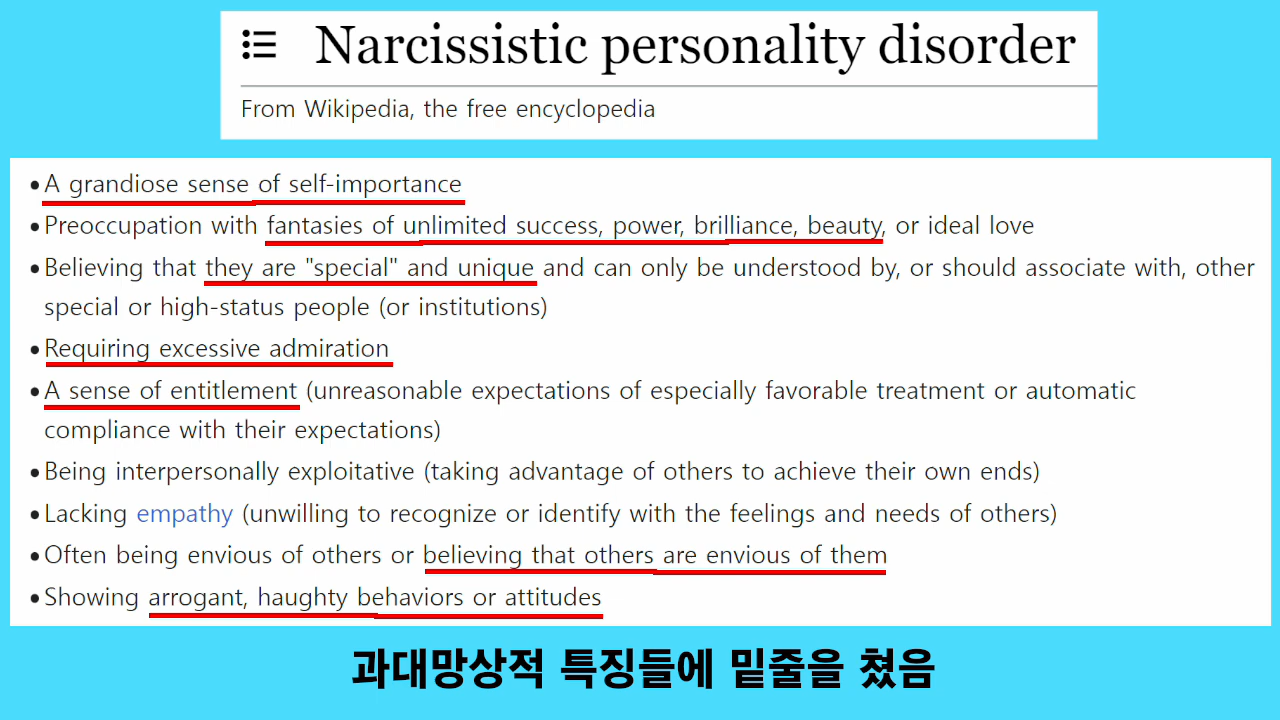 Narcissistic personality disorder
From Wikipedia, the free encyclopedia
•A grandiose sense of self-importance
•Preoccupation with fantasies of unlimited success, power, brilliance, beauty, or ideal love
•Believing that they are "special" and unique and can only be understood by, or should associate with, other
special or high-status people (or institutions)
•Requiring excessive admiration
•A sense of entitlement (unreasonable expectations of especially favorable treatment or automatic
compliance with their expectations)
•Being interpersonally exploitative (taking advantage of others to achieve their own ends)
•Lacking empathy (unwilling to recognize or identify with the feelings and needs of others)
•Often being envious of others or believing that others are envious of them
•Showing arrogant, haughty behaviors or attitudes
과대망상적 특징들에 밑줄을 쳤음